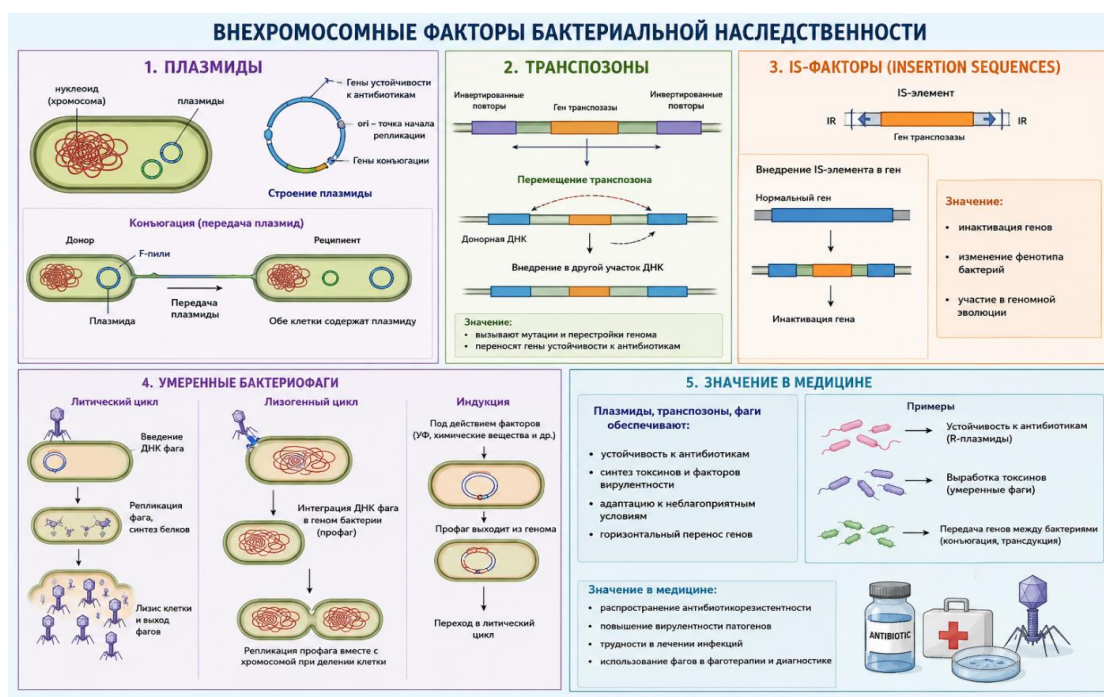 ВНЕХРОМОСОМНЫЕ ФАКТОРЫ БАКТЕРИАЛЬНОЙ НАСЛЕДСТВЕННОСТИ
1. ПЛАЗМИДЫ
нуклеоид
(хромосома)
плазмиды
Гены устойчивости
к антибиотикам
ori – точка начала
репликации
Гены конъюгации
Строение плазмиды
Конъюгация (передача плазмид)
Донор
F-пили
Реципиент
Плазмида
Передача
плазмиды
Обе клетки содержат плазмиду
2. ТРАНСПОЗОНЫ
Инвертированные
повторы
Ген транспозазы
Инвертированные
повторы
Перемещение транспозона
Донорная ДНК
Внедрение в другой участок ДНК
Значение:
• вызывают мутации и перестройки генома
• переносят гены устойчивости к антибиотикам
3. IS-ФАКТОРЫ (INSERTION SEQUENCES)
IS-элемент
IR
IR
Ген транспозазы
Внедрение IS-элемента в ген
Нормальный ген
Инактивация гена
Значение:
• инактивация генов
• изменение фенотипа
бактерий
• участие в геномной
эволюции
4. УМЕРЕННЫЕ БАКТЕРИОФАГИ
Литический цикл
Введение
ДНК фага
Репликация
фага,
синтез белков
Лизис клетки
и выход
фагов
Лизогенный цикл
Интеграция ДНК фага
в геном бактерии
(профаг)
Репликация профага вместе с
хромосомой при делении клетки
Индукция
Под действием факторов
(УФ, химические вещества и др.)
Профаг выходит из генома
Переход в литический
цикл
5. ЗНАЧЕНИЕ В МЕДИЦИНЕ
Плазмиды, транспозоны, фаги
обеспечивают:
• устойчивость к антибиотикам
• синтез токсинов и факторов
вирулентности
• адаптацию к неблагоприятным
условиям
• горизонтальный перенос генов
Примеры
Устойчивость к антибиотикам
(R-плазмиды)
Выработка токсинов
(умеренные фаги)
Передача генов между бактериями
(конъюгация, трансдукция)
Значение в медицине:
• распространение антибиотикорезистентности
• повышение вирулентности патогенов
• трудности в лечении инфекций
• использование фагов в фаготерапии и диагностике
ANTIBIOTIC